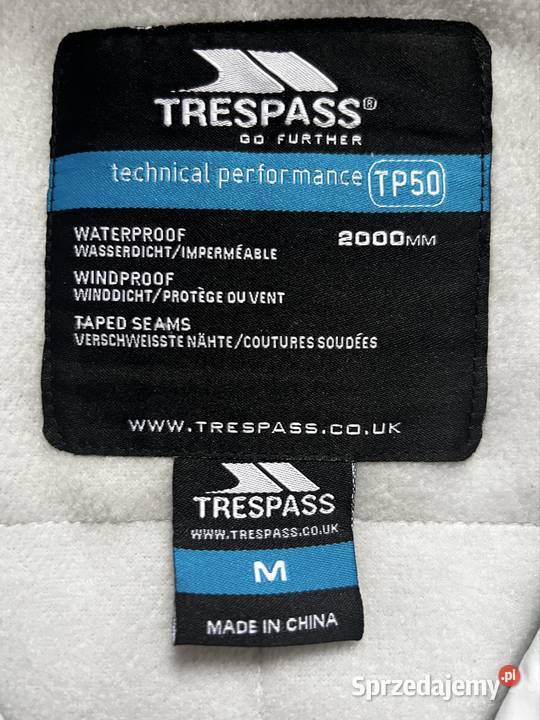 TRESPASS®
GO FURTHER
technical performance TP50
WATERPROOF 2000MM
WASSERDICHT/IMPERMÉABLE
WINDPROOF
WINDDICHT/PROTÈGE OU VENT
TAPED SEAMS
VERSCHWEISSTE NÄHTE/COUTURES SOUDÉES
WWW.TRESPASS.CO.UK
TRESPASS
WWW.TRESPASS.CO.UK
M
MADE IN CHINA
Sprzedajemy.pl